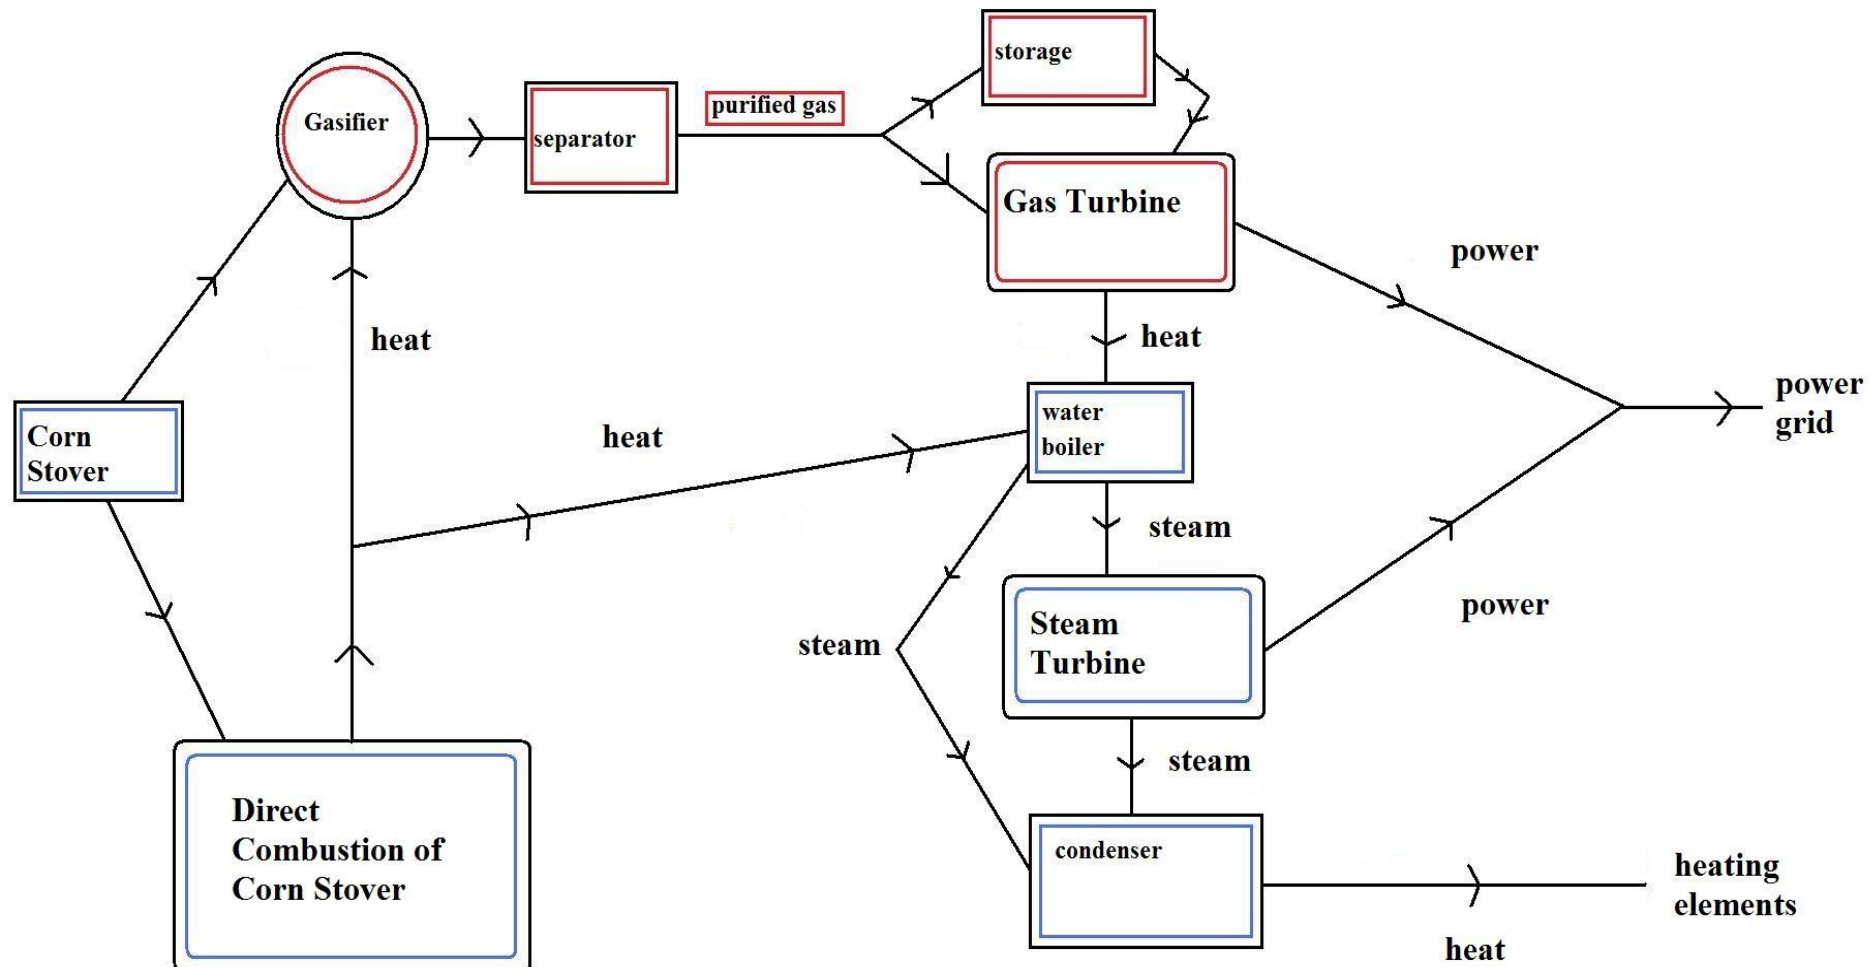 storage
Gasifier
purified gas
separator
Gas Turbine
power
heat
heat
power
grid
water
boiler
Corn
Stover
heat
steam
Steam
Turbine
power
steam
steam
Direct
Combustion of
Corn Stover
condenser
heating
elements
heat